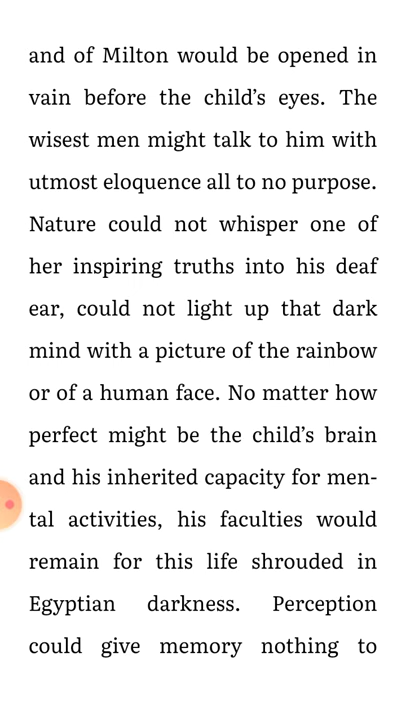 and of Milton would be opened in
vain before the child’s eyes. The
wisest men might talk to him with
utmost eloquence all to no purpose.
Nature could not whisper one of
her inspiring truths into his deaf
ear, could not light up that dark
mind with a picture of the rainbow
or of a human face. No matter how
perfect might be the child’s brain
and his inherited capacity for men-
tal activities, his faculties would
remain for this life shrouded in
Egyptian darkness. Perception
could give memory nothing to